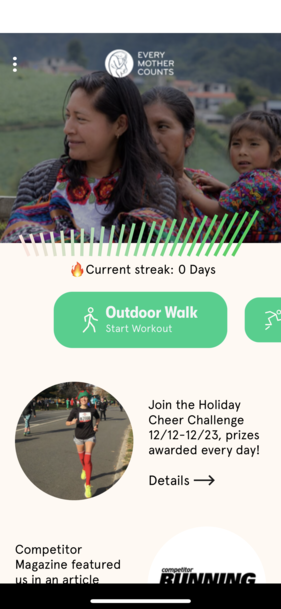 EVERY
MOTHER
COUNTS
🔥Current streak: 0 Days
Outdoor Walk
Start Workout
Join the Holiday
Cheer Challenge
12/12-12/23, prizes
awarded every day!
Details →
Competitor
Magazine featured
us in an article
competitor
RUNNING